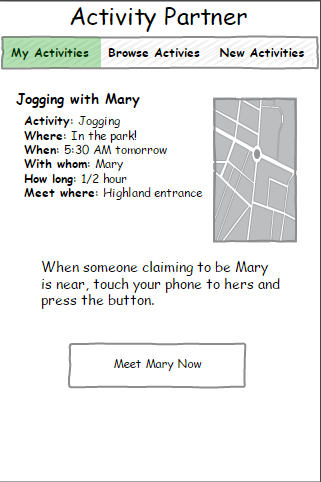 Activity Partner
My Activities Browse Activies New Activities
Jogging with Mary
Activity: Jogging
Where: In the park!
When: 5:30 AM tomorrow
With whom: Mary
How long: 1/2 hour
Meet where: Highland entrance
When someone claiming to be Mary
is near, touch your phone to hers and
press the button.
Meet Mary Now